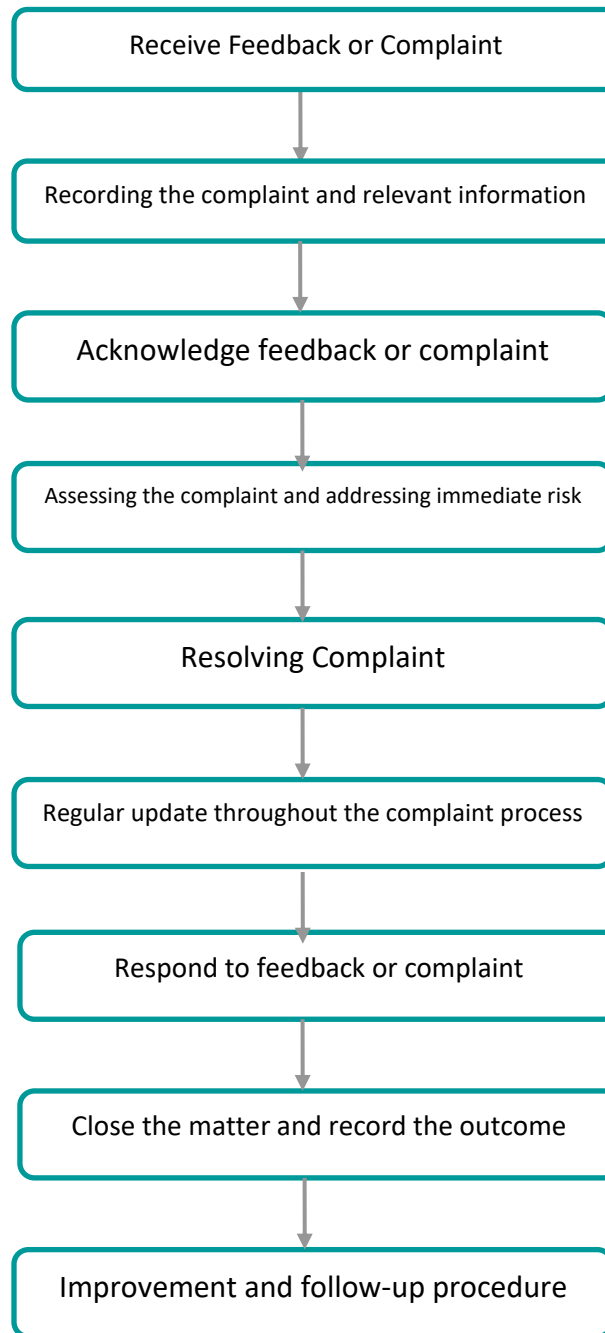 Receive Feedback or Complaint
Recording the complaint and relevant information
Acknowledge feedback or complaint
Assessing the complaint and addressing immediate risk
Resolving Complaint
Regular update throughout the complaint process
Respond to feedback or complaint
Close the matter and record the outcome
Improvement and follow-up procedure